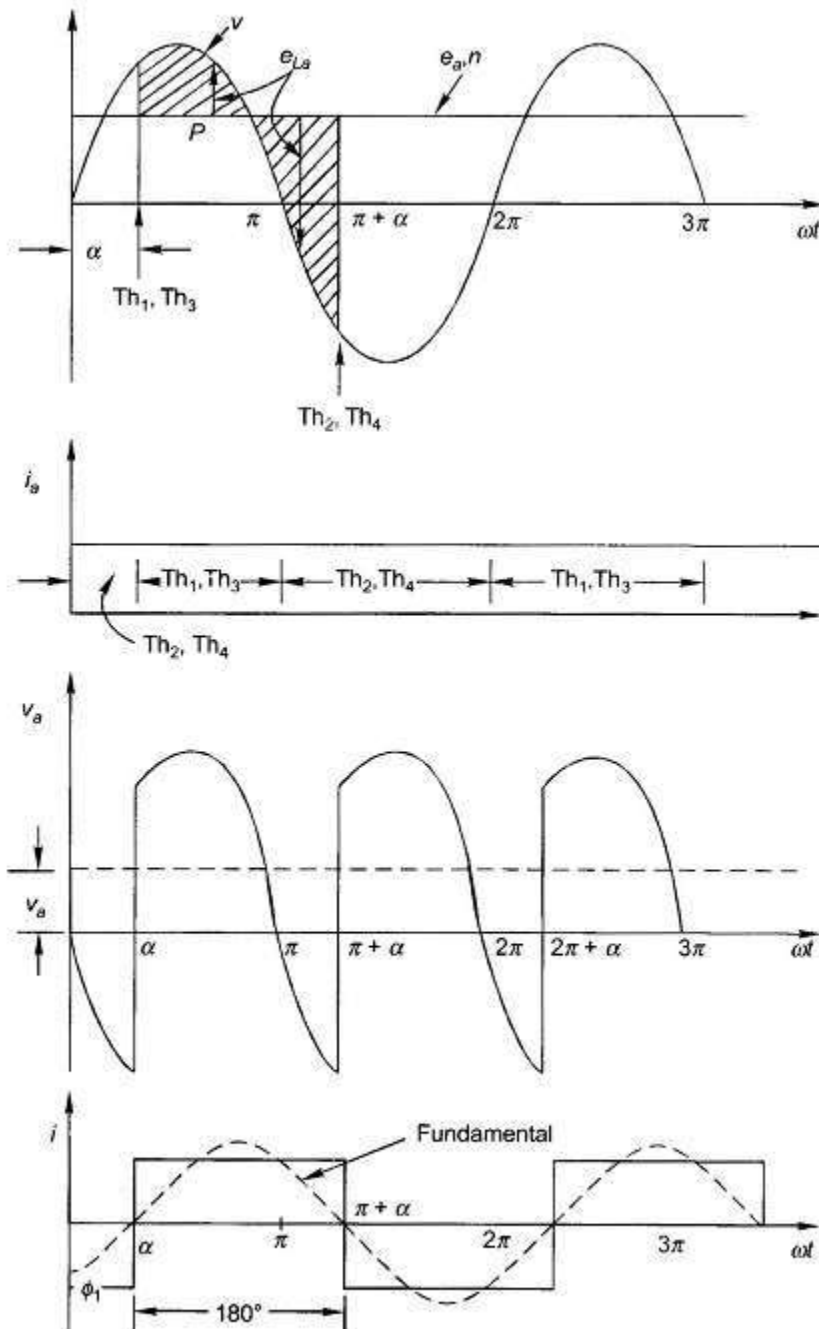 v
e_La
e_a,n
P
π
π + α
2π
3π
ωt
α
Th₁, Th₃
Th₂, Th₄
i_a
Th₁,Th₃
Th₂,Th₄
Th₁,Th₃
Th₂, Th₄
v_a
v_a
α
π
π + α
2π
2π + α
3π
ωt
i
Fundamental
π + α
α
π
2π
3π
ωt
ϕ₁
180°